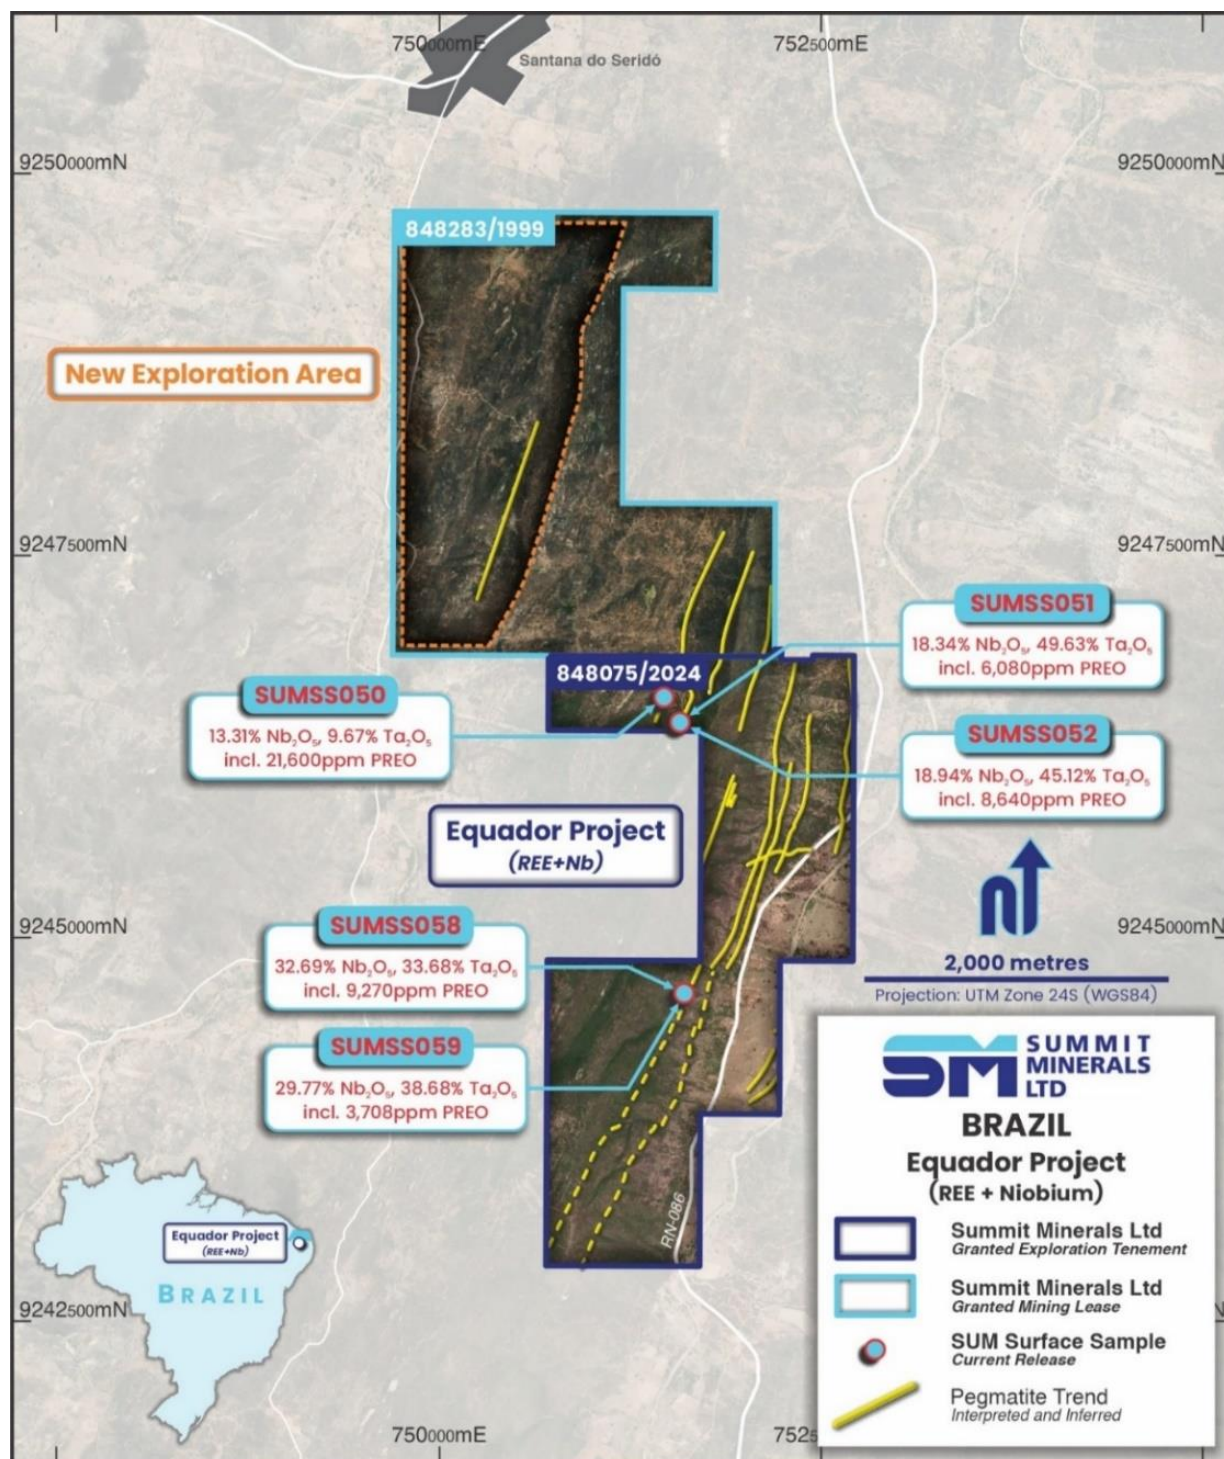 750000mE
752500mE
Santana do Seridó
9250000mN
9250000mN
848283/1999
New Exploration Area
9247500mN
9247500mN
SUMSS051
18.34% Nb₂O₅, 49.63% Ta₂O₅
incl. 6,080ppm PREO
848075/2024
SUMSS050
13.31% Nb₂O₅, 9.67% Ta₂O₅
incl. 21,600ppm PREO
SUMSS052
18.94% Nb₂O₅, 45.12% Ta₂O₅
incl. 8,640ppm PREO
Equador Project
(REE+Nb)
9245000mN
9245000mN
SUMSS058
32.69% Nb₂O₅, 33.68% Ta₂O₅
incl. 9,270ppm PREO
2,000 metres
Projection: UTM Zone 24S (WGS84)
SUMSS059
29.77% Nb₂O₅, 38.68% Ta₂O₅
incl. 3,708ppm PREO
SM SUMMIT
MINERALS
LTD
BRAZIL
Equador Project
(REE + Niobium)
Summit Minerals Ltd
Granted Exploration Tenement
Summit Minerals Ltd
Granted Mining Lease
SUM Surface Sample
Current Release
Pegmatite Trend
Interpreted and Inferred
RN-086
Equador Project
(REE+Nb)
BRAZIL
9242500mN
N
750000mE
7525